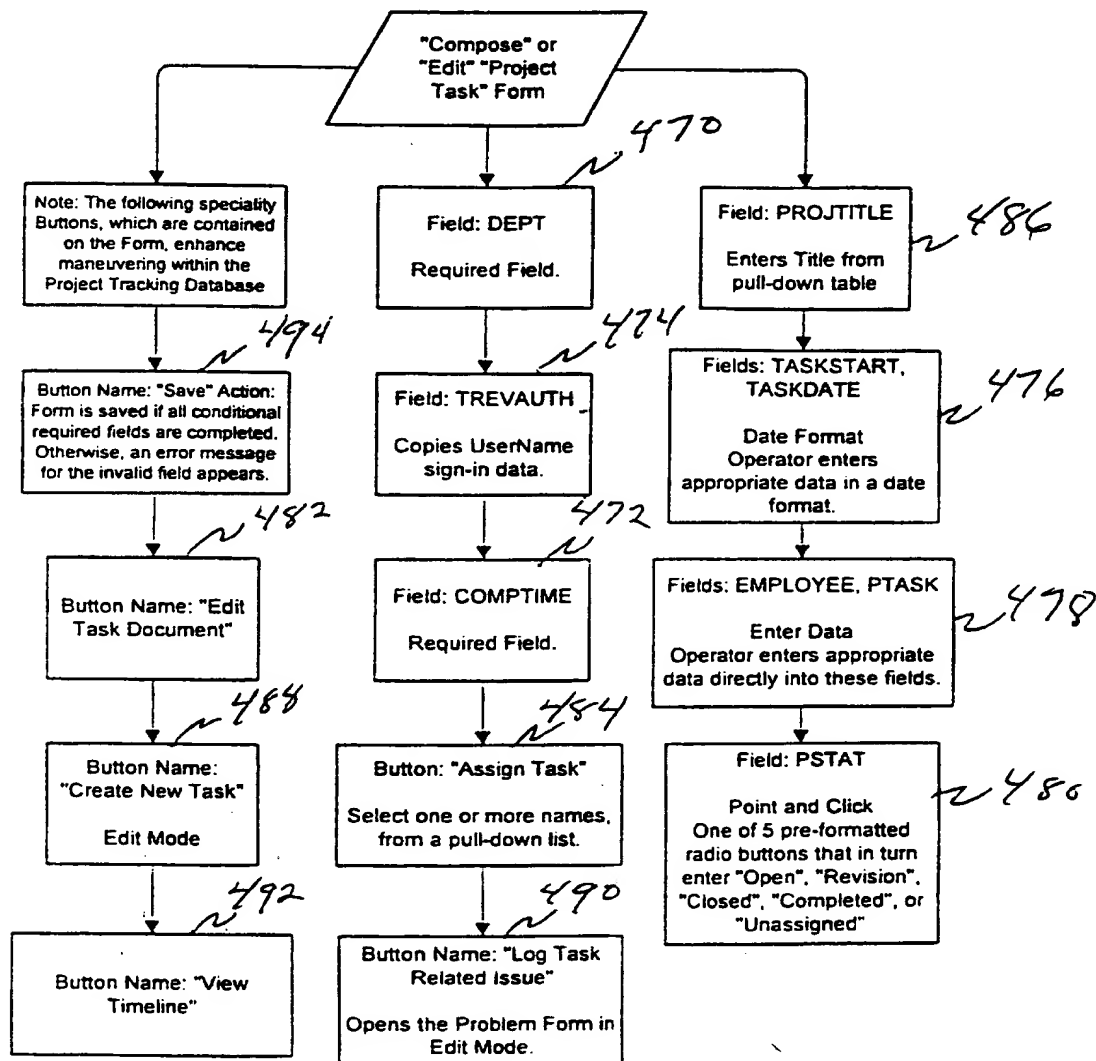 "Compose" or
"Edit" "Project
Task" Form
470
Note: The following speciality
Buttons, which are contained
on the Form, enhance
maneuvering within the
Project Tracking Database
Field: DEPT
Required Field.
Field: PROJTITLE
Enters Title from
pull-down table
486
494
Button Name: "Save" Action:
Form is saved if all conditional
required fields are completed.
Otherwise, an error message
for the invalid field appears.
474
Field: TREVAUTH
Copies UserName
sign-in data.
Fields: TASKSTART,
TASKDATE
Date Format
Operator enters
appropriate data in a date
format.
476
482
Button Name: "Edit
Task Document"
472
Field: COMPTIME
Required Field.
Fields: EMPLOYEE, PTASK
Enter Data
Operator enters appropriate
data directly into these fields.
478
488
Button Name:
"Create New Task"
Edit Mode
484
Button: "Assign Task"
Select one or more names,
from a pull-down list.
Field: PSTAT
Point and Click
One of 5 pre-formatted
radio buttons that in turn
enter "Open", "Revision",
"Closed", "Completed", or
"Unassigned"
480
492
Button Name: "View
Timeline"
490
Button Name: "Log Task
Related Issue"
Opens the Problem Form in
Edit Mode.